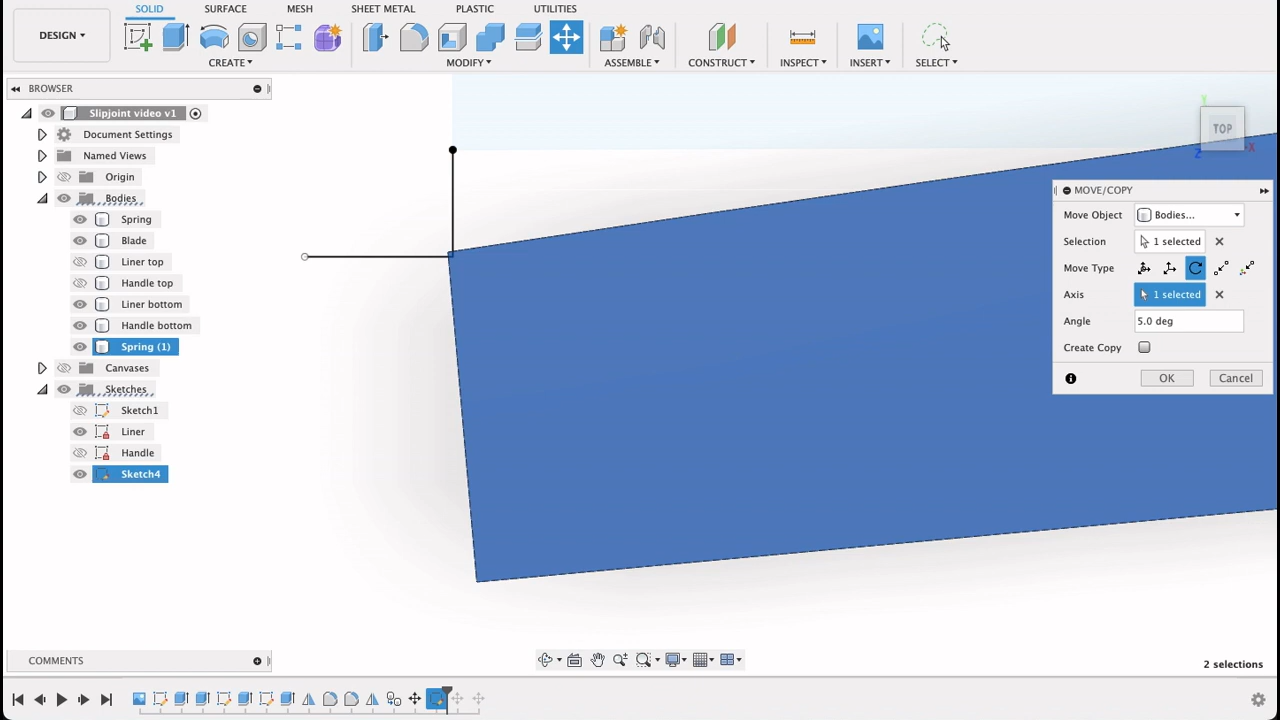 SOLID SURFACE MESH SHEET METAL PLASTIC UTILITIES
DESIGN
CREATE MODIFY ASSEMBLE CONSTRUCT INSPECT INSERT SELECT
BROWSER
Slipjoint video v1
Document Settings
Named Views
Origin
Bodies
Spring
Blade
Liner top
Handle top
Liner bottom
Handle bottom
Spring (1)
Canvases
Sketches
Sketch1
Liner
Handle
Sketch4
Y
TOP
Z X
MOVE/COPY
Move Object Bodies...
Selection 1 selected
Move Type
Axis 1 selected
Angle 5.0 deg
Create Copy
OK Cancel
COMMENTS
2 selections